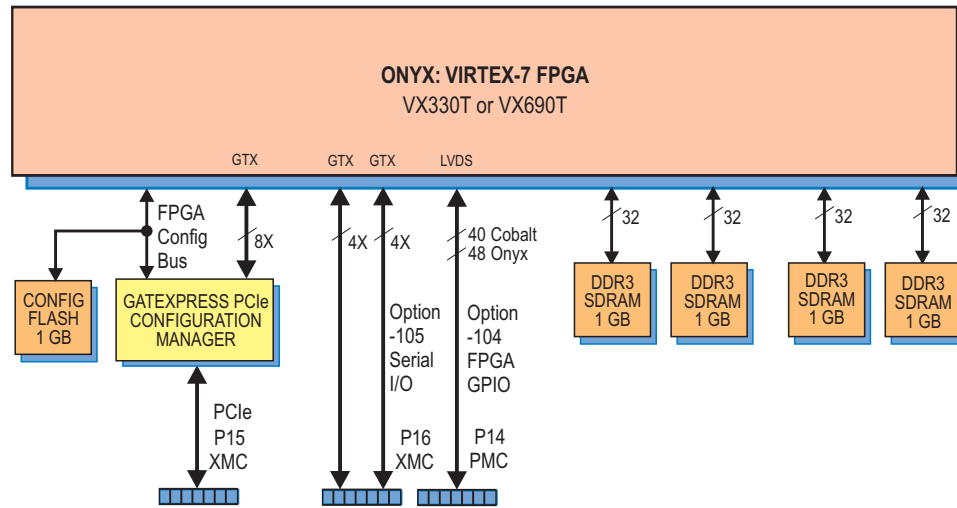 ONYX: VIRTEX-7 FPGA
VX330T or VX690T
GTX
GTX
GTX
LVDS
FPGA
Config
Bus
8X
4X
4X
40 Cobalt
48 Onyx
32
32
32
32
CONFIG
FLASH
1 GB
GATEXPRESS PCIe
CONFIGURATION
MANAGER
Option
-105
Serial
I/O
Option
-104
FPGA
GPIO
DDR3
SDRAM
1 GB
DDR3
SDRAM
1 GB
DDR3
SDRAM
1 GB
DDR3
SDRAM
1 GB
PCIe
P15
XMC
P16
XMC
P14
PMC